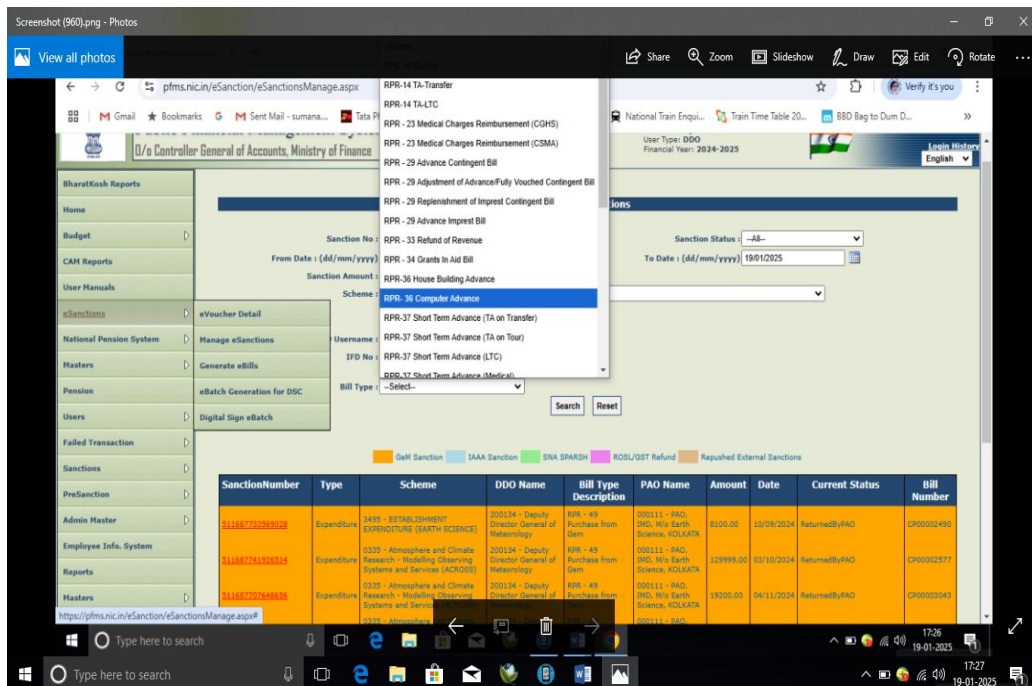 Screenshot (960).png - Photos
View all photos
Share
Zoom
Slideshow
Draw
Edit
Rotate
pfms.nic.in/eSanction/eSanctionsManage.aspx
Verify it's you
Gmail
Bookmarks
Sent Mail - sumana....
Tata Pl
National Train Enqui...
Train Time Table 20...
BBD Bag to Dum D...
O/o Controller General of Accounts, Ministry of Finance
User Type: DDO
Financial Year: 2024-2025
Login History
English
BharatKosh Reports
Home
Budget
CAM Reports
User Manuals
eSanctions
National Pension System
Masters
Pension
Users
Failed Transaction
Sanctions
PreSanction
Admin Master
Employee Info. System
Reports
Masters
eVoucher Detail
Manage eSanctions
Generate eBills
eBatch Generation for DSC
Digital Sign eBatch
RPR-14 TA-Transfer
RPR-14 TA-LTC
RPR - 23 Medical Charges Reimbursement (CGHS)
RPR - 23 Medical Charges Reimbursement (CSMA)
RPR - 29 Advance Contingent Bill
RPR - 29 Adjustment of Advance/Fully Vouched Contingent Bill
RPR - 29 Replenishment of Imprest Contingent Bill
RPR - 29 Advance Imprest Bill
RPR - 33 Refund of Revenue
RPR - 34 Grants In Aid Bill
RPR-36 House Building Advance
RPR- 36 Computer Advance
RPR-37 Short Term Advance (TA on Transfer)
RPR-37 Short Term Advance (TA on Tour)
RPR-37 Short Term Advance (LTC)
RPR-37 Short Term Advance (Medical)
ions
Sanction No :
Sanction Status : --All--
From Date : (dd/mm/yyyy)
To Date : (dd/mm/yyyy) 19/01/2025
Sanction Amount :
Scheme :
Username :
IFD No :
Bill Type : --Select--
Search Reset
GeM Sanction IAAA Sanction SNA SPARSH ROSL/GST Refund Repushed External Sanctions
SanctionNumber Type Scheme DDO Name Bill Type Description PAO Name Amount Date Current Status Bill Number
511687733569028 Expenditure 3495 - ESTABLISHMENT EXPENDITURE (EARTH SCIENCE) 200134 - Deputy Director General of Meteorology RPR - 49 Purchase from Gem 000111 - PAO, IMD, M/o Earth Science, KOLKATA 8100.00 10/09/2024 ReturnedByPAO CP00002490
511687741926514 Expenditure 0335 - Atmosphere and Climate Research - Modelling Observing Systems and Services (ACROSS) 200134 - Deputy Director General of Meteorology RPR - 49 Purchase from Gem 000111 - PAO, IMD, M/o Earth Science, KOLKATA 129999.00 03/10/2024 ReturnedByPAO CP00002577
511687707648656 Expenditure 0335 - Atmosphere and Climate Research - Modelling Observing Systems and Services (ACROSS) 200134 - Deputy Director General of Meteorology RPR - 49 Purchase from Gem 000111 - PAO, IMD, M/o Earth Science, KOLKATA 19200.00 04/11/2024 ReturnedByPAO CP00003043
0335 - Atmosphere and Climate 200134 - Deputy 000111 - PAO,
https://pfms.nic.in/eSanction/eSanctionsManage.aspx#
Type here to search
17:26
19-01-2025
Type here to search
17:27
19-01-2025